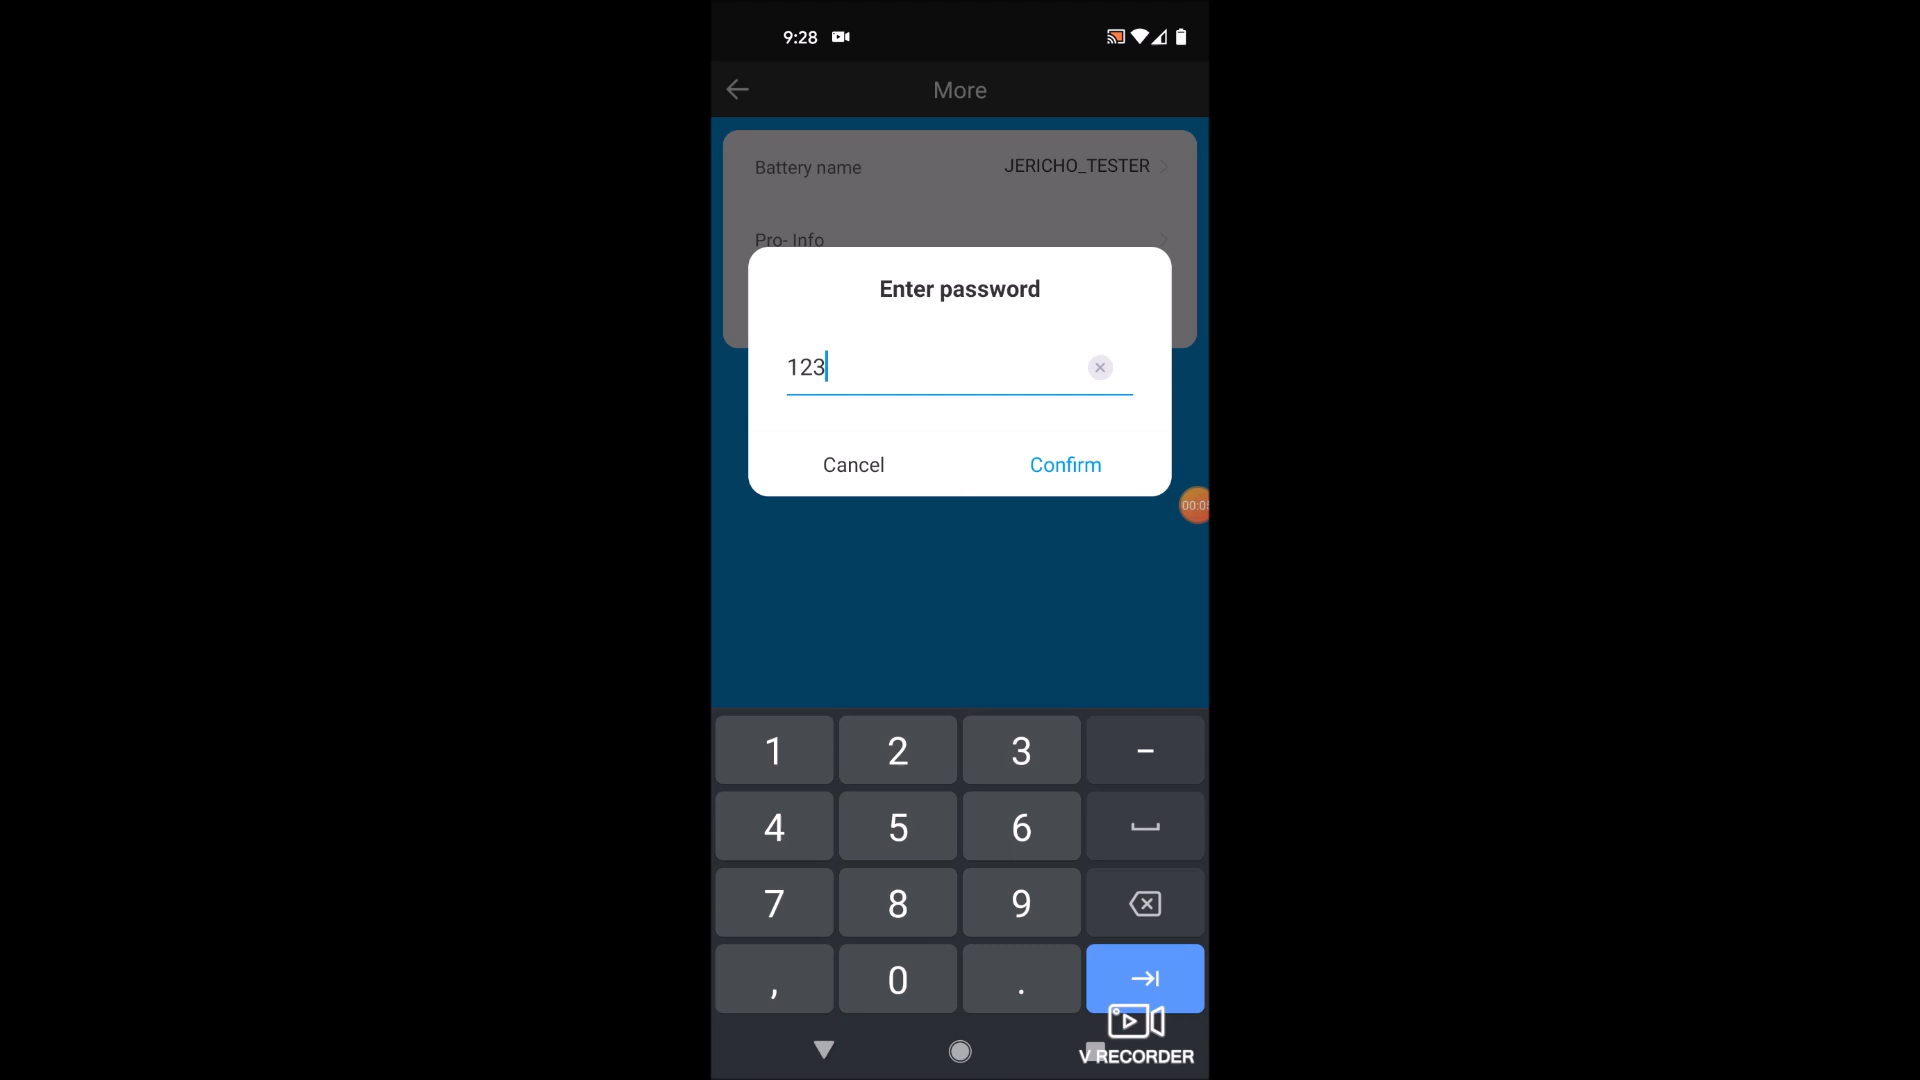 9:28
More
Battery name JERICHO_TESTER
Pro- Info
Enter password
123
Cancel Confirm
1 2 3 –
4 5 6
7 8 9
, 0 .
V RECORDER